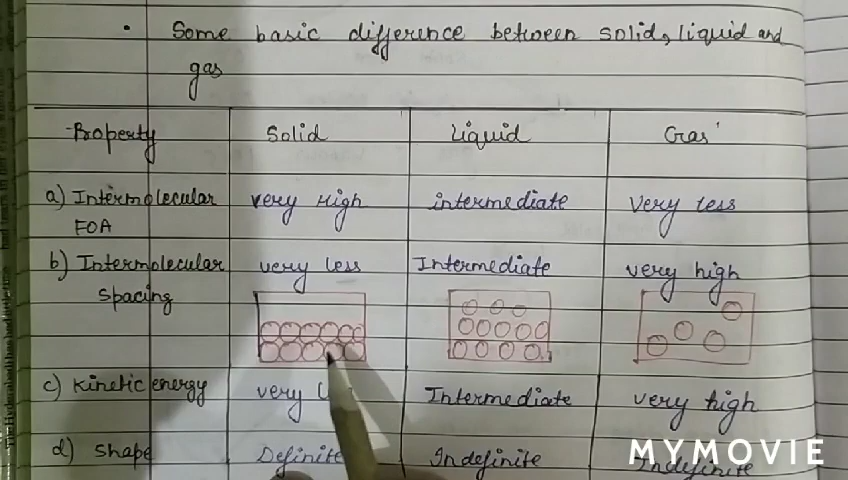 • Some basic difference between solid, liquid and
gas
Property Solid Liquid Gas
a) Intermolecular very High intermediate very less
FOA
b) Intermolecular very less Intermediate very high
spacing
c) Kinetic energy very Intermediate very high
d) Shape Definite Indefinite Indefinite
MYMOVIE